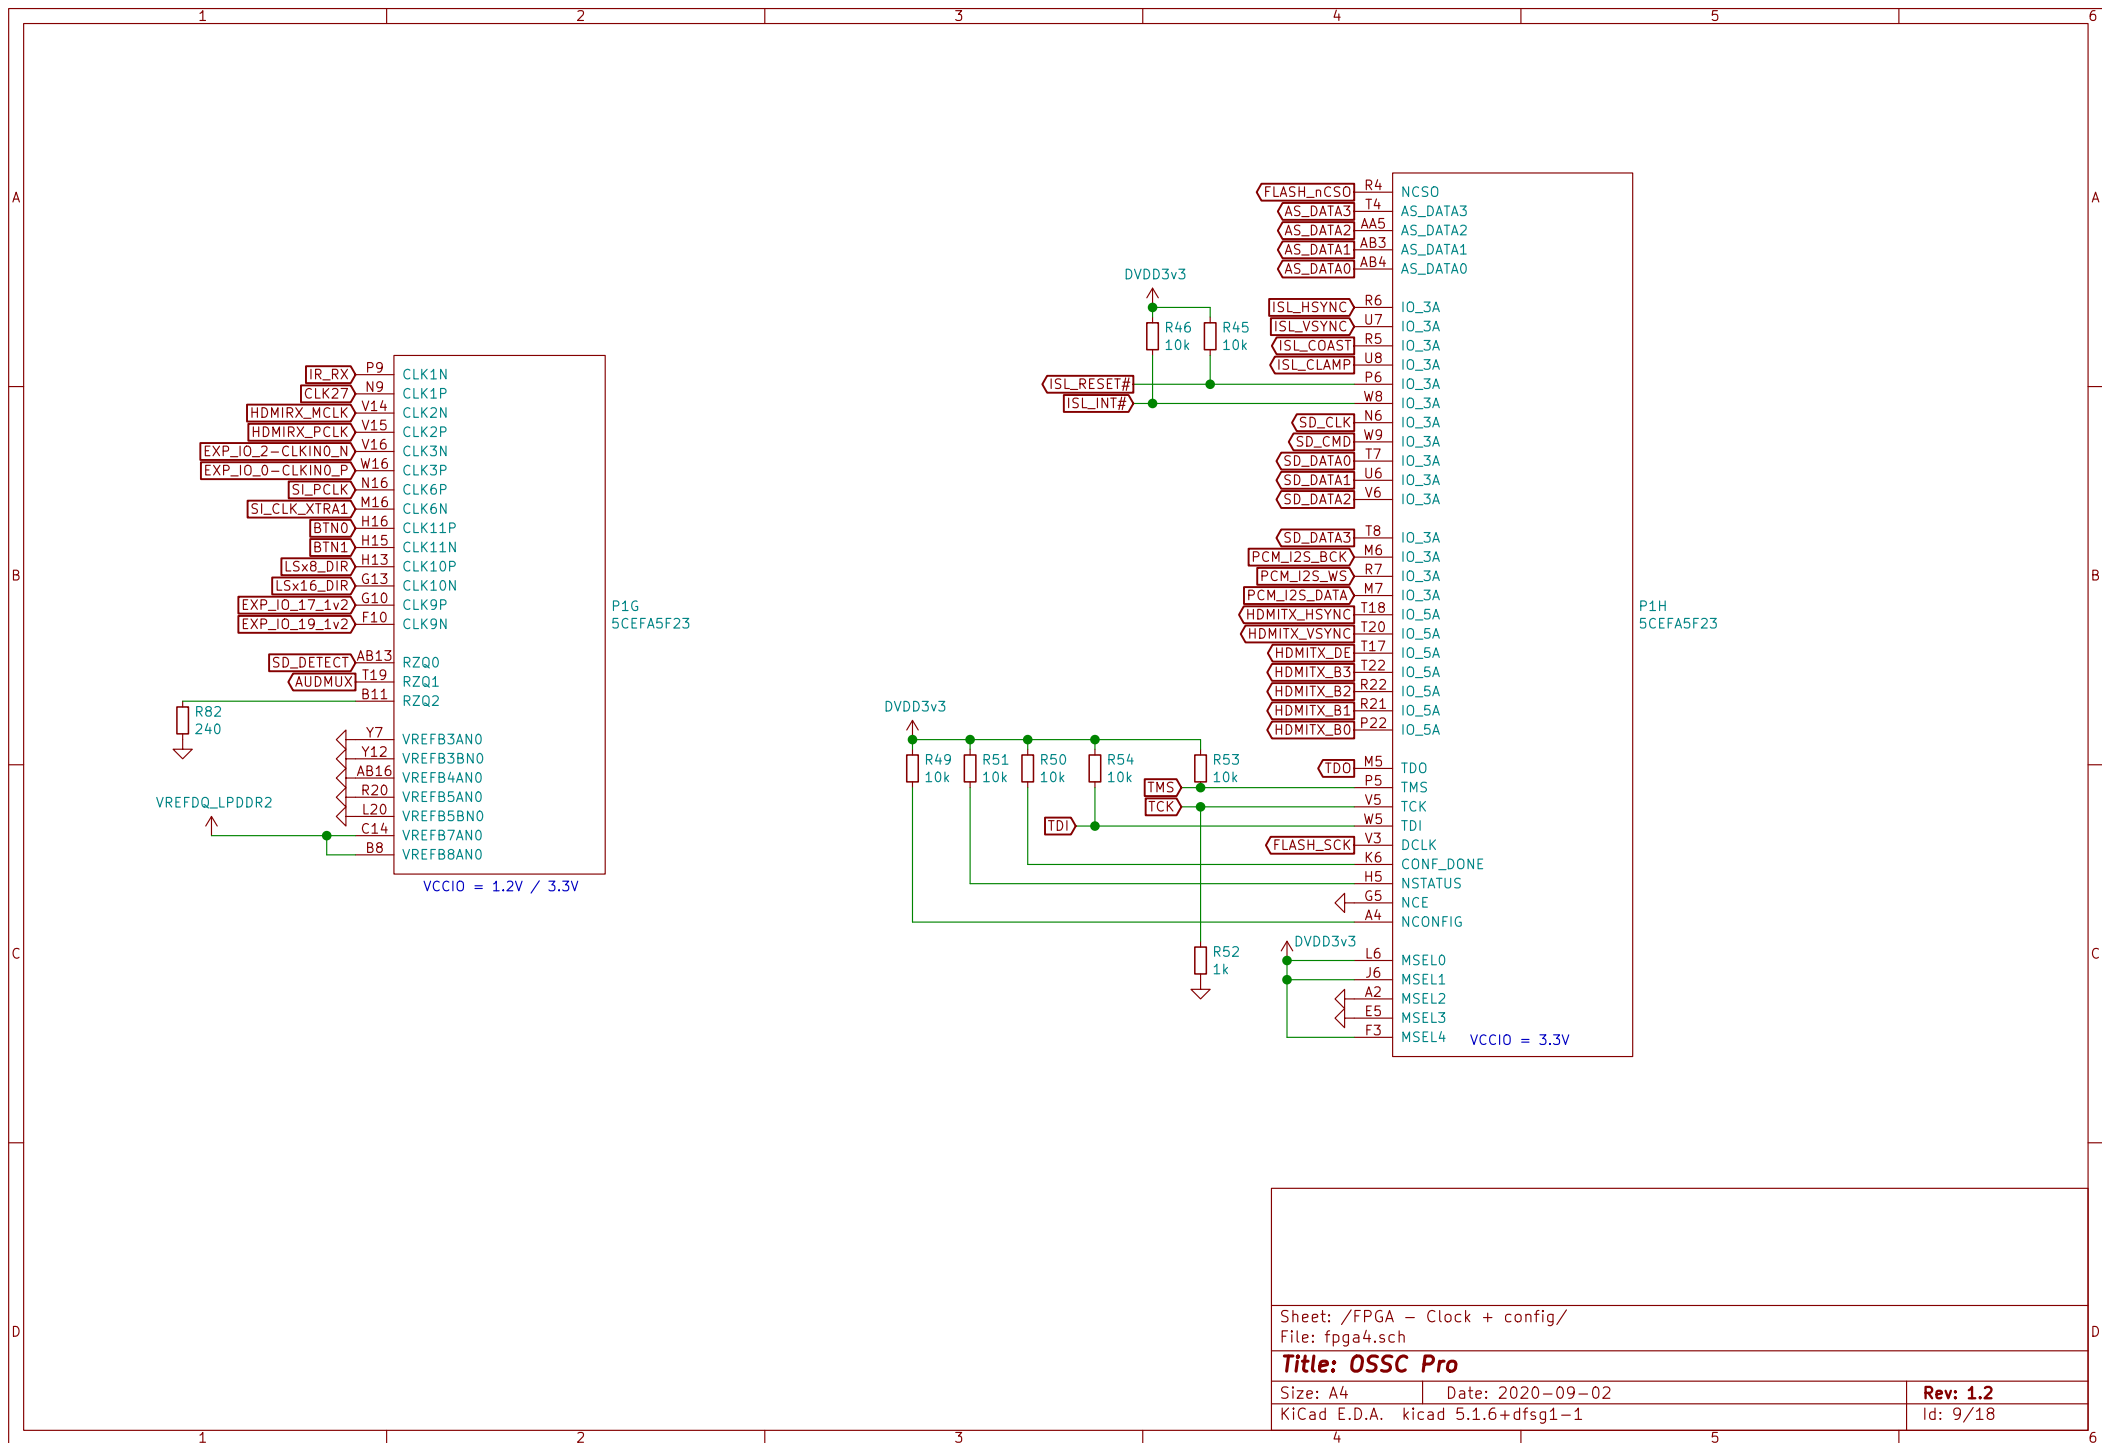 1 2 3 4 5 6
A
B
C
D
A
B
C
D
IR_RX P9 CLK1N
CLK27 N9 CLK1P
HDMIRX_MCLK V14 CLK2N
HDMIRX_PCLK V15 CLK2P
EXP_IO_2-CLKIN0_N V16 CLK3N
EXP_IO_0-CLKIN0_P W16 CLK3P
SI_PCLK N16 CLK6P
SI_CLK_XTRA1 M16 CLK6N
BTN0 H16 CLK11P
BTN1 H15 CLK11N
LSx8_DIR H13 CLK10P
LSx16_DIR G13 CLK10N
EXP_IO_17_1v2 G10 CLK9P
EXP_IO_19_1v2 F10 CLK9N
P1G
5CEFA5F23
SD_DETECT AB13 RZQ0
AUDMUX T19 RZQ1
B11 RZQ2
R82
240
Y7 VREFB3AN0
Y12 VREFB3BN0
AB16 VREFB4AN0
R20 VREFB5AN0
L20 VREFB5BN0
VREFDQ_LPDDR2
C14 VREFB7AN0
B8 VREFB8AN0
VCCIO = 1.2V / 3.3V
FLASH_nCSO R4 NCSO
AS_DATA3 T4 AS_DATA3
AS_DATA2 AA5 AS_DATA2
AS_DATA1 AB3 AS_DATA1
AS_DATA0 AB4 AS_DATA0
DVDD3v3
R46
10k
R45
10k
ISL_HSYNC R6 IO_3A
ISL_VSYNC U7 IO_3A
ISL_COAST R5 IO_3A
ISL_CLAMP U8 IO_3A
ISL_RESET# P6 IO_3A
ISL_INT# W8 IO_3A
SD_CLK N6 IO_3A
SD_CMD W9 IO_3A
SD_DATA0 T7 IO_3A
SD_DATA1 U6 IO_3A
SD_DATA2 V6 IO_3A
SD_DATA3 T8 IO_3A
PCM_I2S_BCK M6 IO_3A
PCM_I2S_WS R7 IO_3A
PCM_I2S_DATA M7 IO_3A
HDMITX_HSYNC T18 IO_5A
HDMITX_VSYNC T20 IO_5A
HDMITX_DE T17 IO_5A
HDMITX_B3 T22 IO_5A
HDMITX_B2 R22 IO_5A
HDMITX_B1 R21 IO_5A
HDMITX_B0 P22 IO_5A
P1H
5CEFA5F23
DVDD3v3
R49
10k
R51
10k
R50
10k
R54
10k
R53
10k
TDO M5 TDO
TMS P5 TMS
TCK V5 TCK
TDI W5 TDI
FLASH_SCK V3 DCLK
K6 CONF_DONE
H5 NSTATUS
G5 NCE
A4 NCONFIG
R52
1k
DVDD3v3
L6 MSEL0
J6 MSEL1
A2 MSEL2
E5 MSEL3
F3 MSEL4
VCCIO = 3.3V
Sheet: /FPGA - Clock + config/
File: fpga4.sch
Title: OSSC Pro
Size: A4 Date: 2020-09-02 Rev: 1.2
KiCad E.D.A. kicad 5.1.6+dfsg1-1 Id: 9/18
1 2 3 4 5 6